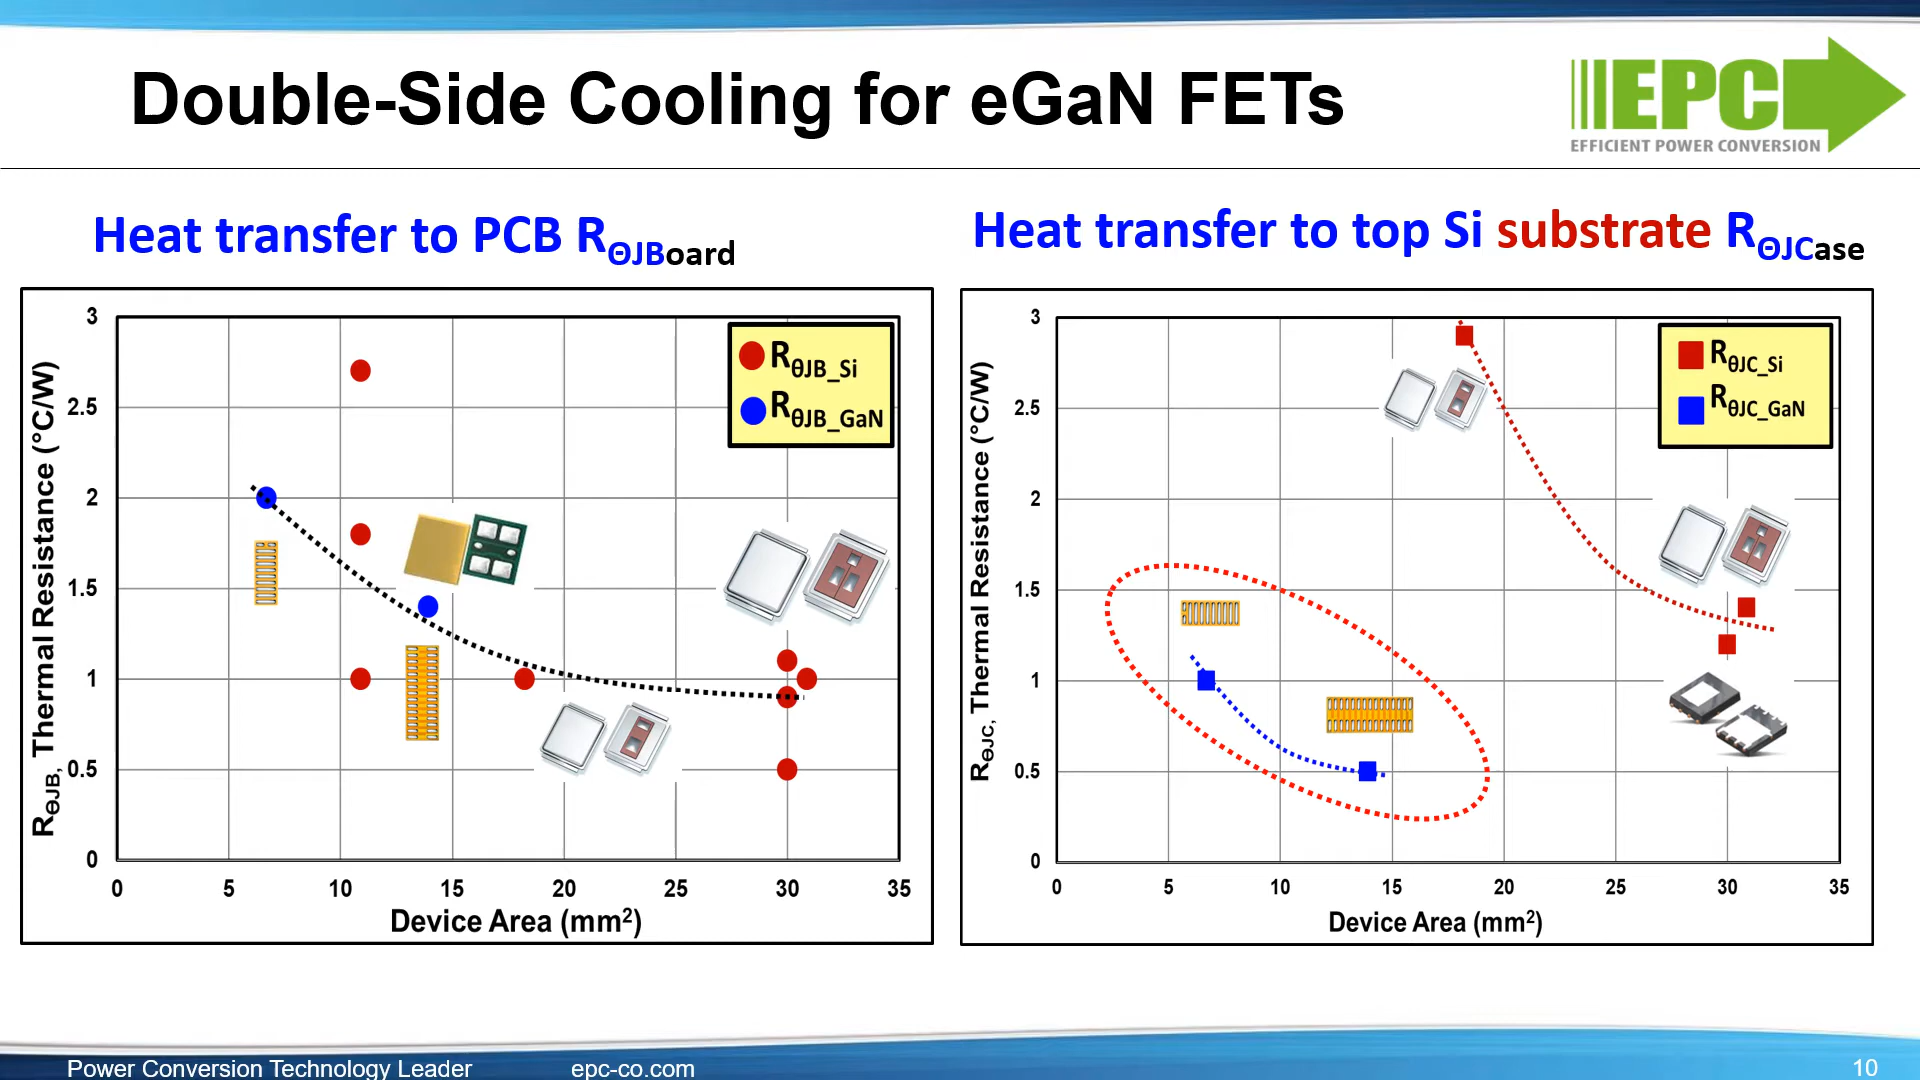 Double-Side Cooling for eGaN FETs
EPC
EFFICIENT POWER CONVERSION
Heat transfer to PCB RΘJBoard
3
2.5
2
1.5
1
0.5
0
0 5 10 15 20 25 30 35
RΘJB, Thermal Resistance (°C/W)
Device Area (mm²)
RθJB_Si
RθJB_GaN
Heat transfer to top Si substrate RΘJCase
3
2.5
2
1.5
1
0.5
0
0 5 10 15 20 25 30 35
RΘJC, Thermal Resistance (°C/W)
Device Area (mm²)
RθJC_Si
RθJC_GaN
Power Conversion Technology Leader epc-co.com 10